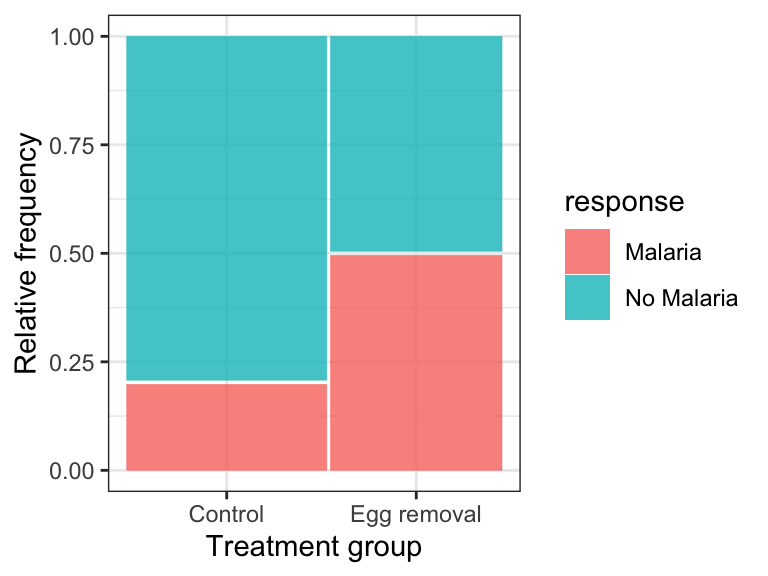 1.00
0.75
0.50
0.25
0.00
Relative frequency
Control
Egg removal
Treatment group
response
Malaria
No Malaria